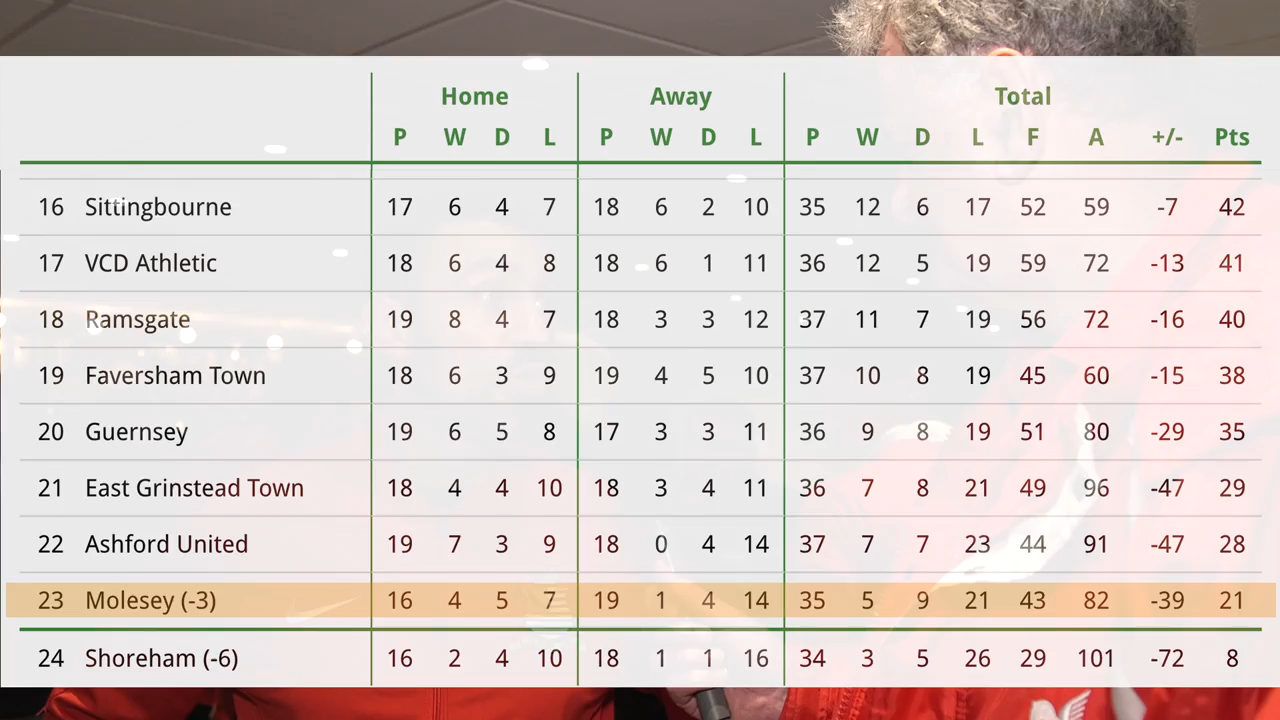 Home Away Total
P W D L P W D L P W D L F A +/- Pts
16 Sittingbourne 17 6 4 7 18 6 2 10 35 12 6 17 52 59 -7 42
17 VCD Athletic 18 6 4 8 18 6 1 11 36 12 5 19 59 72 -13 41
18 Ramsgate 19 8 4 7 18 3 3 12 37 11 7 19 56 72 -16 40
19 Faversham Town 18 6 3 9 19 4 5 10 37 10 8 19 45 60 -15 38
20 Guernsey 19 6 5 8 17 3 3 11 36 9 8 19 51 80 -29 35
21 East Grinstead Town 18 4 4 10 18 3 4 11 36 7 8 21 49 96 -47 29
22 Ashford United 19 7 3 9 18 0 4 14 37 7 7 23 44 91 -47 28
23 Molesey (-3) 16 4 5 7 19 1 4 14 35 5 9 21 43 82 -39 21
24 Shoreham (-6) 16 2 4 10 18 1 1 16 34 3 5 26 29 101 -72 8